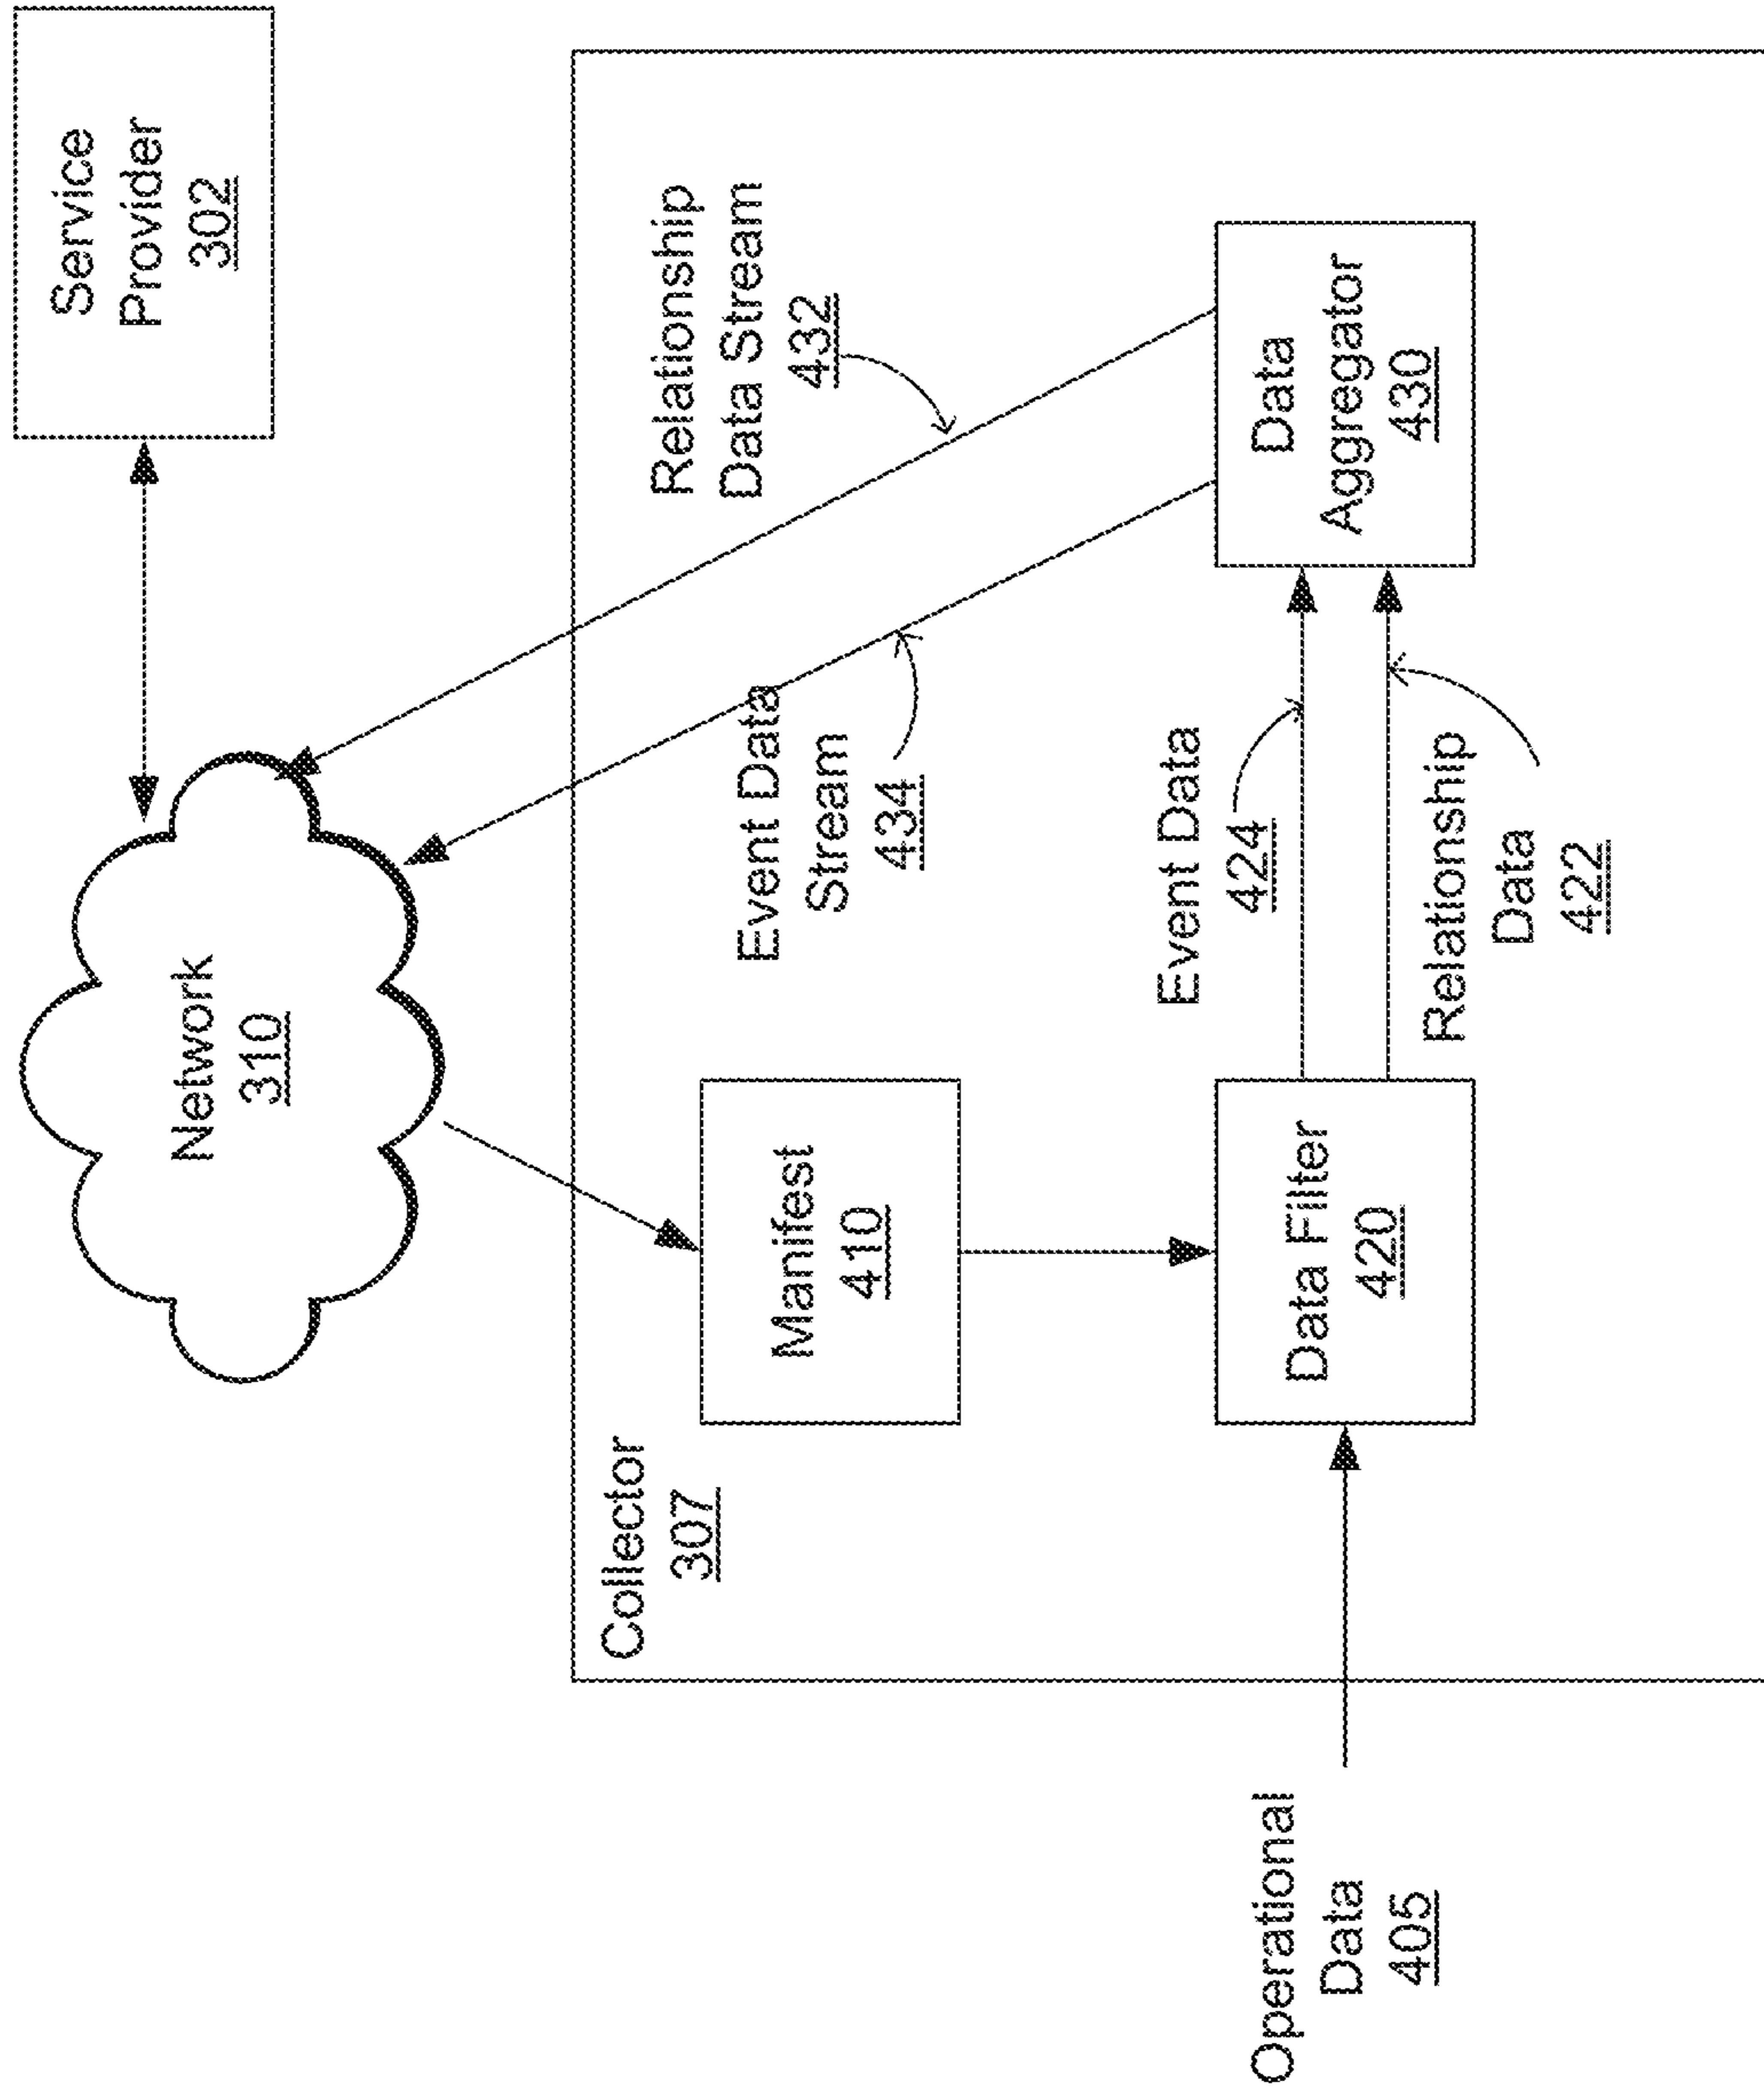 Service
Provider
302
Network
310
Collector
307
Manifest
410
Relationship
Data Stream
432
Event Data
Stream
434
Operational
Data
405
Data Filter
420
Event Data
424
Relationship
Data
422
Data
Aggregator
430